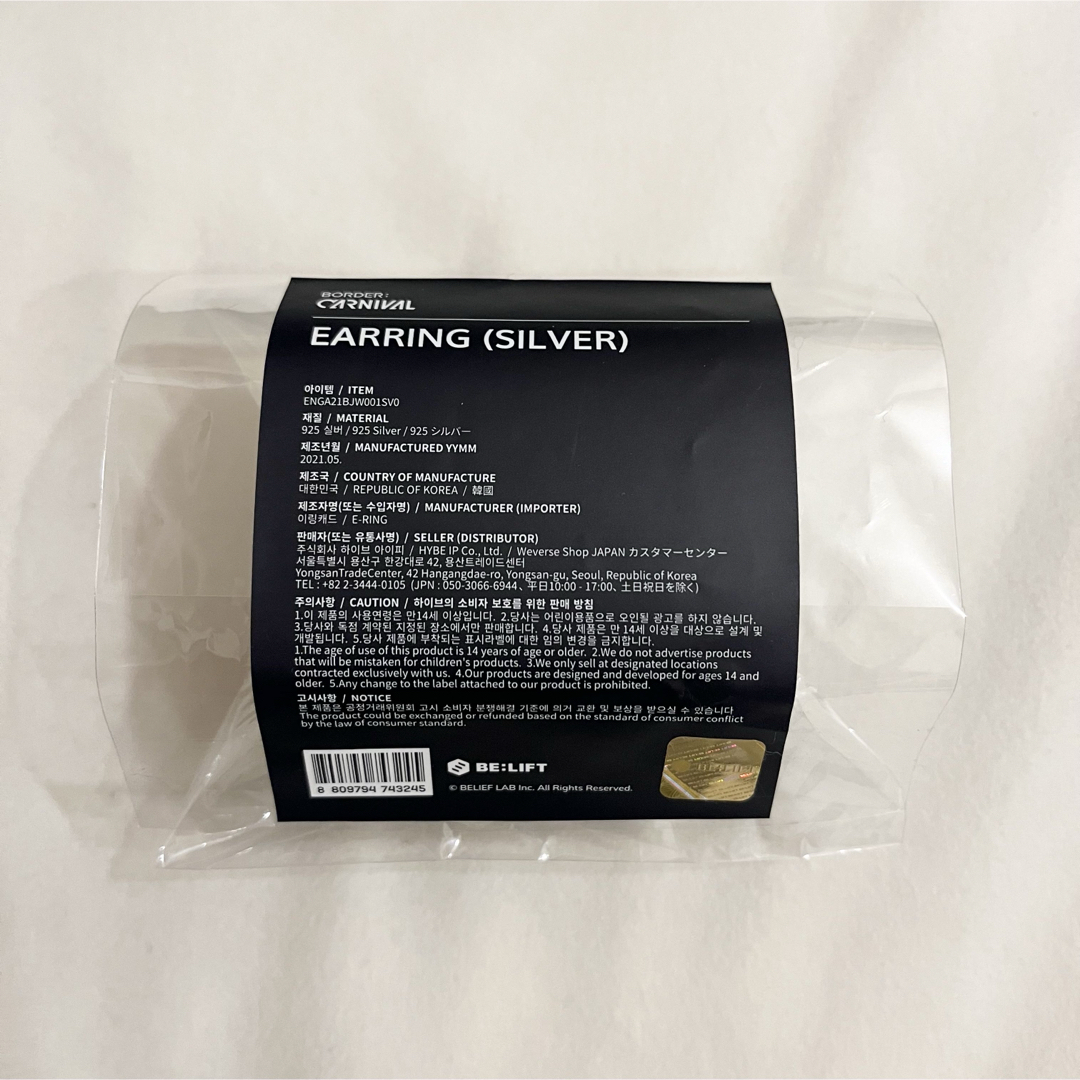 BORDER:
CARNIVAL
EARRING (SILVER)
아이템 / ITEM
ENGA21BJW001SV0
재질 / MATERIAL
925 실버 / 925 Silver / 925 シルバー
제조년월 / MANUFACTURED YYMM
2021.05.
제조국 / COUNTRY OF MANUFACTURE
대한민국 / REPUBLIC OF KOREA / 韓國
제조자명(또는 수입자명) / MANUFACTURER (IMPORTER)
이링캐드 / E-RING
판매자(또는 유통사명) / SELLER (DISTRIBUTOR)
주식회사 하이브 아이피 / HYBE IP Co., Ltd. / Weverse Shop JAPAN カスタマーセンター
서울특별시 용산구 한강대로 42, 용산트레이드센터
YongsanTradeCenter, 42 Hangangdae-ro, Yongsan-gu, Seoul, Republic of Korea
TEL : +82 2-3444-0105 (JPN : 050-3066-6944、平日10:00 - 17:00、土日祝日を除く)
주의사항 / CAUTION / 하이브의 소비자 보호를 위한 판매 방침
1.이 제품의 사용연령은 만14세 이상입니다. 2.당사는 어린이용품으로 오인될 광고를 하지 않습니다.
3.당사와 독점 계약된 지정된 장소에서만 판매합니다. 4.당사 제품은 만 14세 이상을 대상으로 설계 및
개발됩니다. 5.당사 제품에 부착되는 표시라벨에 대한 임의 변경을 금지합니다.
1.The age of use of this product is 14 years of age or older. 2.We do not advertise products
that will be mistaken for children's products. 3.We only sell at designated locations
contracted exclusively with us. 4.Our products are designed and developed for ages 14 and
older. 5.Any change to the label attached to our product is prohibited.
고시사항 / NOTICE
본 제품은 공정거래위원회 고시 소비자 분쟁해결 기준에 의거 교환 및 보상을 받으실 수 있습니다
The product could be exchanged or refunded based on the standard of consumer conflict
by the law of consumer standard.
8 809794 743245
BE:LIFT
© BELIEF LAB Inc. All Rights Reserved.